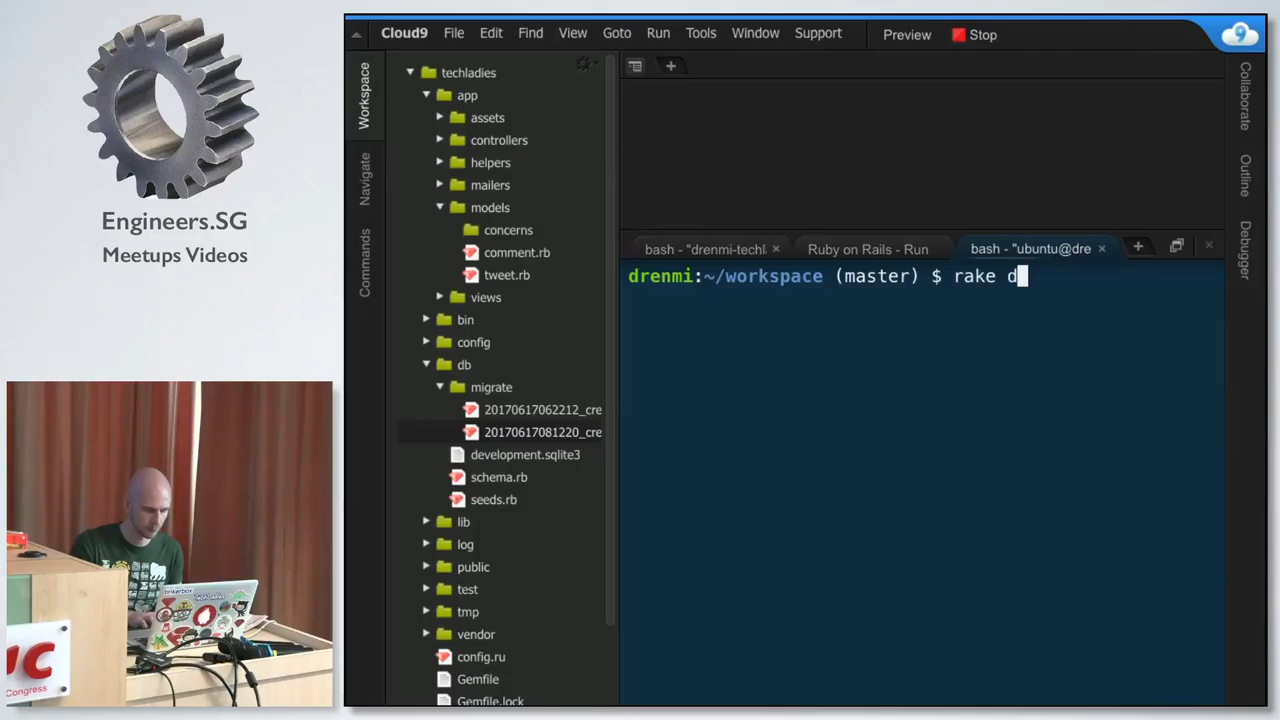 Engineers.SG
Meetups Videos
Congress
Cloud9 File Edit Find View Goto Run Tools Window Support Preview Stop
Workspace
Navigate
Commands
techladies
app
assets
controllers
helpers
mailers
models
concerns
comment.rb
tweet.rb
views
bin
config
db
migrate
20170617062212_cre
20170617081220_cre
development.sqlite3
schema.rb
seeds.rb
lib
log
public
test
tmp
vendor
config.ru
Gemfile
Gemfile.lock
bash - "drenmi-techl Ruby on Rails - Run bash - "ubuntu@dre
drenmi:~/workspace (master) $ rake d
Collaborate
Outline
Debugger